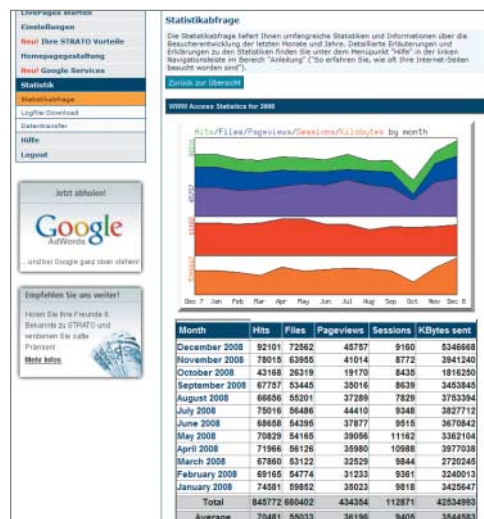 LivePages starten
Einstellungen
Neu! Ihre STRATO Vorteile
Homepagegestaltung
Neu! Google Services
Statistik
Statistikabfrage
Logfile-Download
Datentransfer
Hilfe
Logout
Jetzt abholen!
Google
AdWords
... und bei Google ganz oben stehen!
Empfehlen Sie uns weiter!
Holen Sie Ihre Freunde &
Bekannte zu STRATO und
verdienen Sie satte
Prämien!
Mehr Infos
Statistikabfrage
Die Statistikabfrage liefert Ihnen umfangreiche Statistiken und Informationen über die
Besucherentwicklung der letzten Monate und Jahre. Detaillierte Erläuterungen und
Erklärungen zu den Statistiken finden Sie unter dem Menüpunkt "Hilfe" in der linken
Navigationsleiste im Bereich "Anleitung" ("So erfahren Sie, wie oft Ihre Internet-Seiten
besucht worden sind").
Zurück zur Übersicht
WWW Access Statistics for 2008
Hits/Files/Pageviews/Sessions/Kilobytes by month
92101
45757
11162
5346668
Dec 7 Jan Feb Mar Apr May Jun Jul Aug Sep Oct Nov Dec 8
Month Hits Files Pageviews Sessions KBytes sent
December 2008 92101 72562 45757 9160 5346668
November 2008 78015 63955 41014 8772 3941240
October 2008 43168 26319 19170 8435 1816250
September 2008 67757 53445 35016 8639 3453845
August 2008 66656 55201 37289 7829 3753394
July 2008 75016 56486 44410 9348 3827712
June 2008 68658 54395 37877 9515 3670842
May 2008 70829 54165 39056 11162 3362104
April 2008 71966 56126 35980 10988 3977038
March 2008 67860 53122 32529 9844 2720245
February 2008 69165 54774 31233 9361 3240013
January 2008 74581 59852 35023 9818 3425647
Total 845772 660402 434354 112871 42534993
Average 70481 55033 36196 9405 3544583